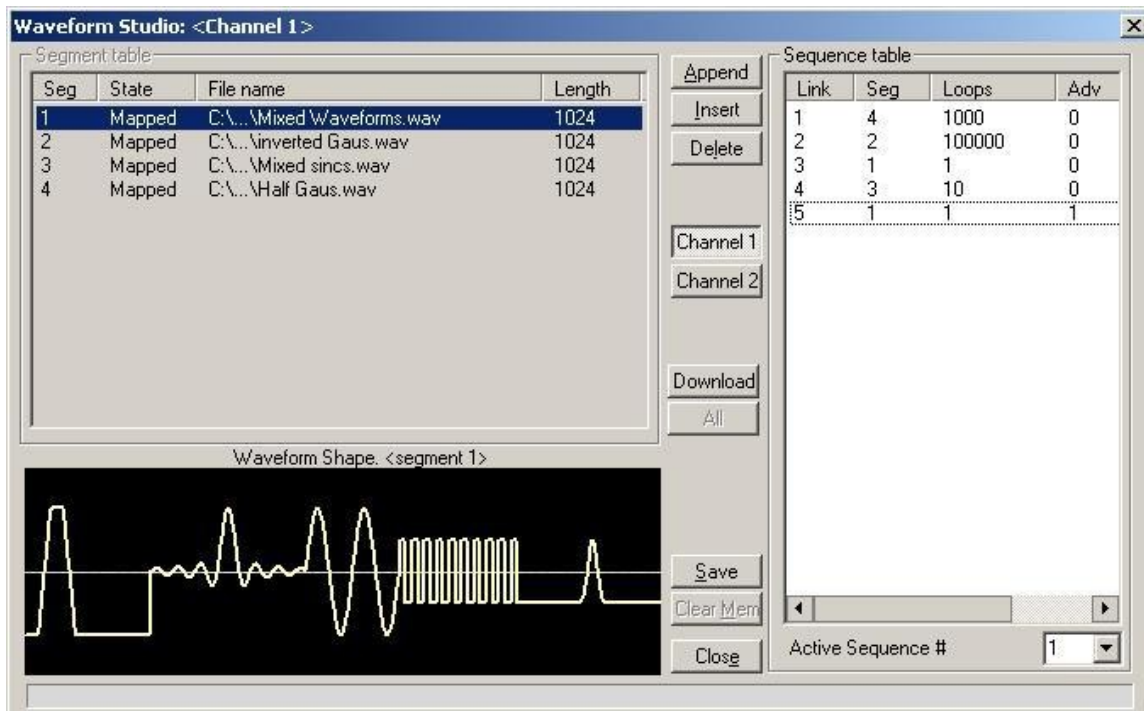 Waveform Studio: <Channel 1>
Segment table
Seg State File name Length
1 Mapped C:\...\Mixed Waveforms.wav 1024
2 Mapped C:\...\inverted Gaus.wav 1024
3 Mapped C:\...\Mixed sincs.wav 1024
4 Mapped C:\...\Half Gaus.wav 1024
Waveform Shape. <segment 1>
Append
Insert
Delete
Channel 1
Channel 2
Download
All
Save
Clear Mem
Close
Sequence table
Link Seg Loops Adv
1 4 1000 0
2 2 100000 0
3 1 1 0
4 3 10 0
5 1 1 1
Active Sequence # 1